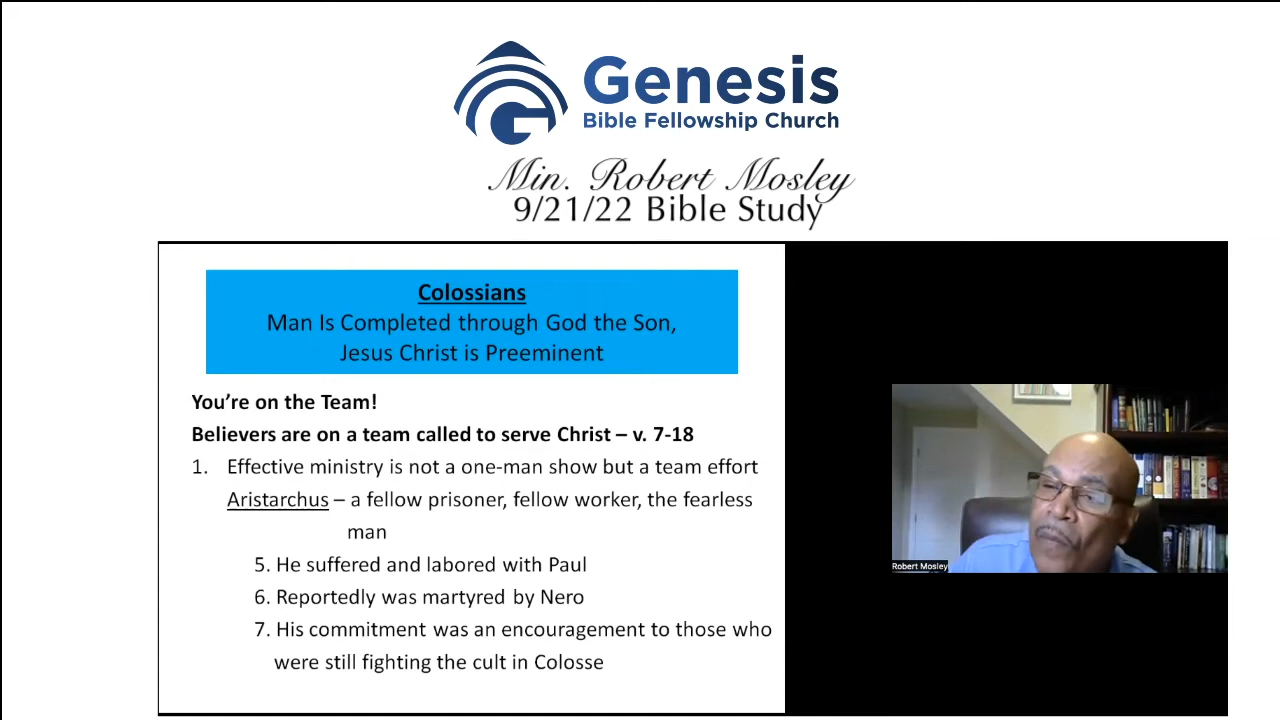 Genesis
Bible Fellowship Church
Min. Robert Mosley
9/21/22 Bible Study
Colossians
Man Is Completed through God the Son,
Jesus Christ is Preeminent
You’re on the Team!
Believers are on a team called to serve Christ – v. 7-18
1. Effective ministry is not a one-man show but a team effort
Aristarchus – a fellow prisoner, fellow worker, the fearless
man
5. He suffered and labored with Paul
6. Reportedly was martyred by Nero
7. His commitment was an encouragement to those who
were still fighting the cult in Colosse
Robert Mosley